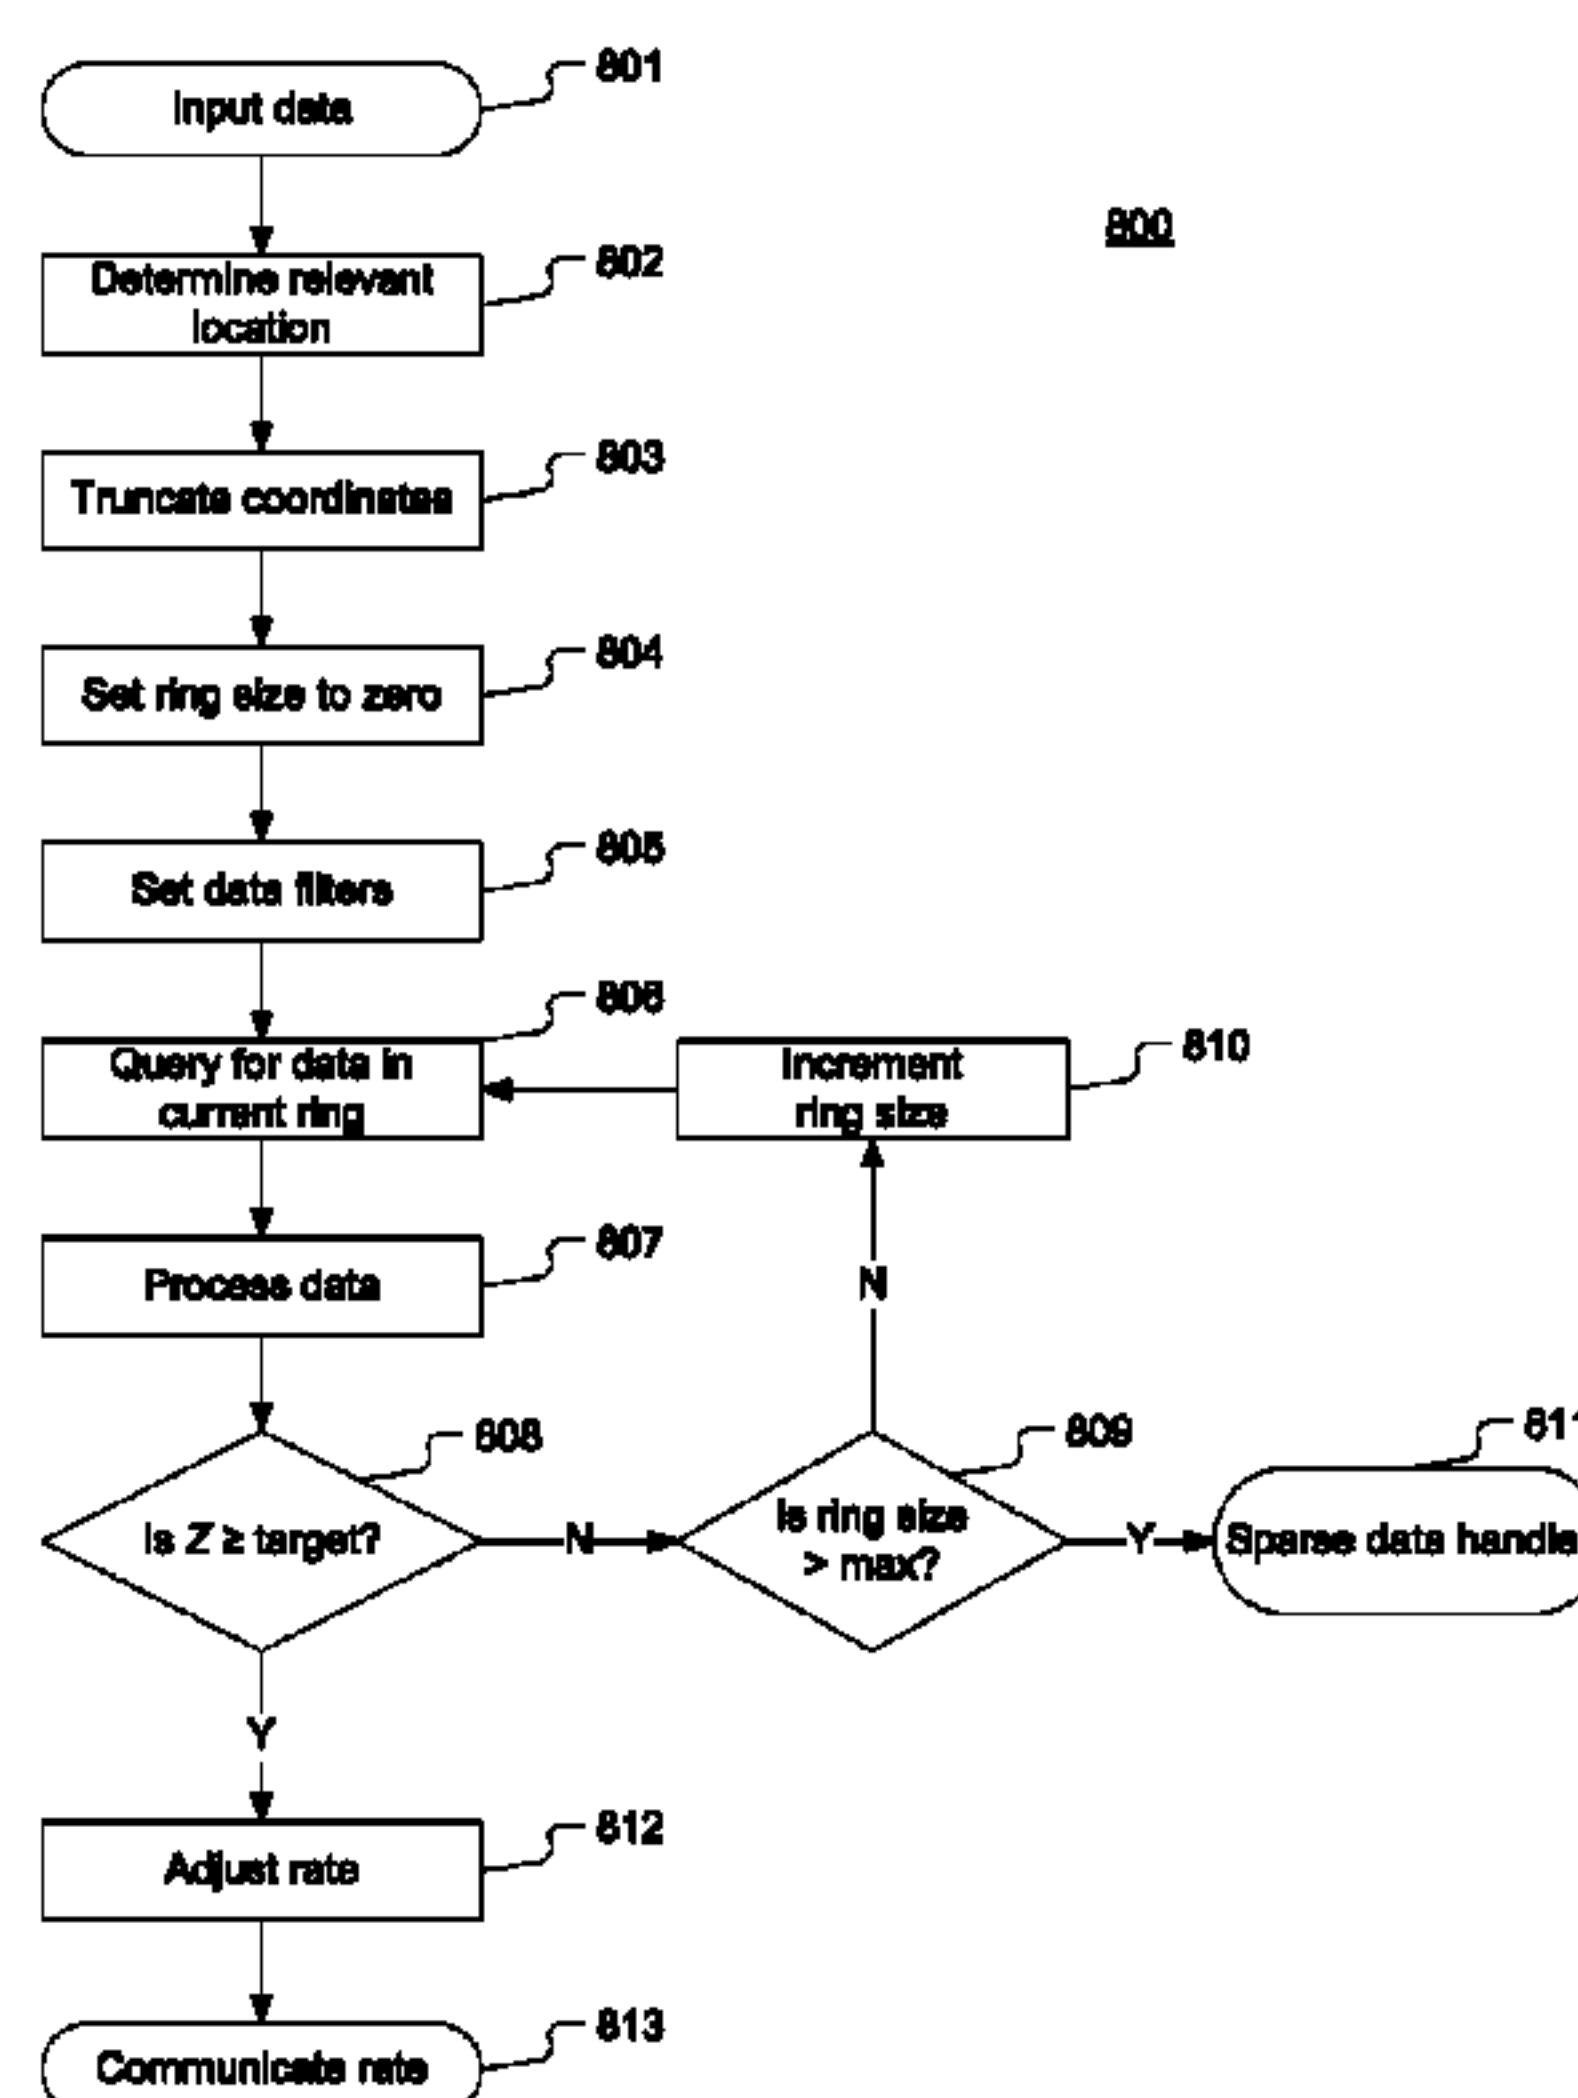 801
Input data
800
802
Determine relevant
location
803
Truncate coordinates
804
Set ring size to zero
805
Set data filters
806
Query for data in
current ring
810
Increment
ring size
807
Process data
N
808
Is Z ≥ target?
N
809
Is ring size
> max?
Y
811
Sparse data handle
Y
812
Adjust rate
813
Communicate rate